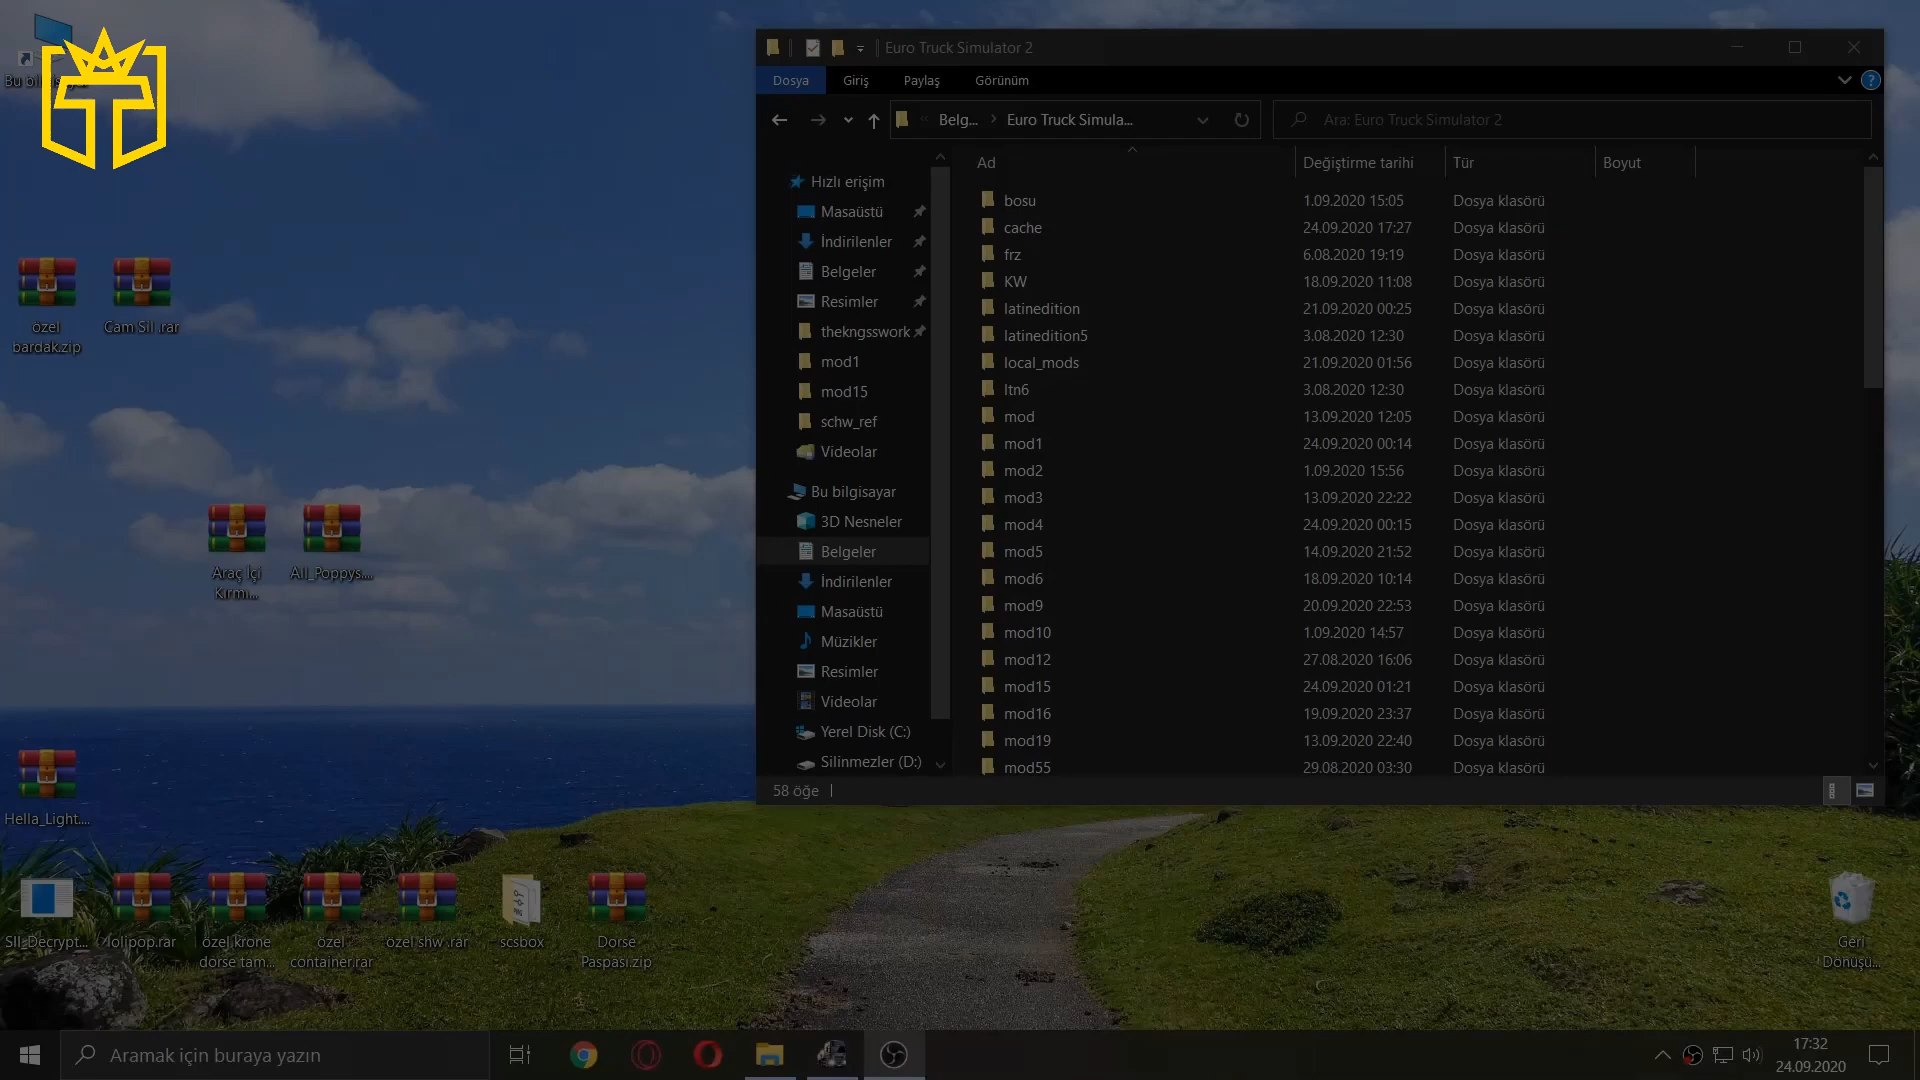 Euro Truck Simulator 2
Dosya
Giriş
Paylaş
Görünüm
Belg...
Euro Truck Simula...
Ara: Euro Truck Simulator 2
Ad
Değiştirme tarihi
Tür
Boyut
Hızlı erişim
Masaüstü
İndirilenler
Belgeler
Resimler
thekngsswork
mod1
mod15
schw_ref
Videolar
Bu bilgisayar
3D Nesneler
Belgeler
İndirilenler
Masaüstü
Müzikler
Resimler
Videolar
Yerel Disk (C:)
Silinmezler (D:)
bosu 1.09.2020 15:05 Dosya klasörü
cache 24.09.2020 17:27 Dosya klasörü
frz 6.08.2020 19:19 Dosya klasörü
KW 18.09.2020 11:08 Dosya klasörü
latinedition 21.09.2020 00:25 Dosya klasörü
latinedition5 3.08.2020 12:30 Dosya klasörü
local_mods 21.09.2020 01:56 Dosya klasörü
ltn6 3.08.2020 12:30 Dosya klasörü
mod 13.09.2020 12:05 Dosya klasörü
mod1 24.09.2020 00:14 Dosya klasörü
mod2 1.09.2020 15:56 Dosya klasörü
mod3 13.09.2020 22:22 Dosya klasörü
mod4 24.09.2020 00:15 Dosya klasörü
mod5 14.09.2020 21:52 Dosya klasörü
mod6 18.09.2020 10:14 Dosya klasörü
mod9 20.09.2020 22:53 Dosya klasörü
mod10 1.09.2020 14:57 Dosya klasörü
mod12 27.08.2020 16:06 Dosya klasörü
mod15 24.09.2020 01:21 Dosya klasörü
mod16 19.09.2020 23:37 Dosya klasörü
mod19 13.09.2020 22:40 Dosya klasörü
mod55 29.08.2020 03:30 Dosya klasörü
58 öğe
özel
bardak.zip
Cam Sil .rar
Araç İçi
Kırmı...
Ali_Poppys....
Hella_Light....
SII_Decrypt...
lolipop.rar
özel krone
dorse tam...
özel
container.rar
özel shw .rar
scsbox
Dorse
Paspası.zip
Geri
Dönüşü...
Aramak için buraya yazın
17:32
24.09.2020